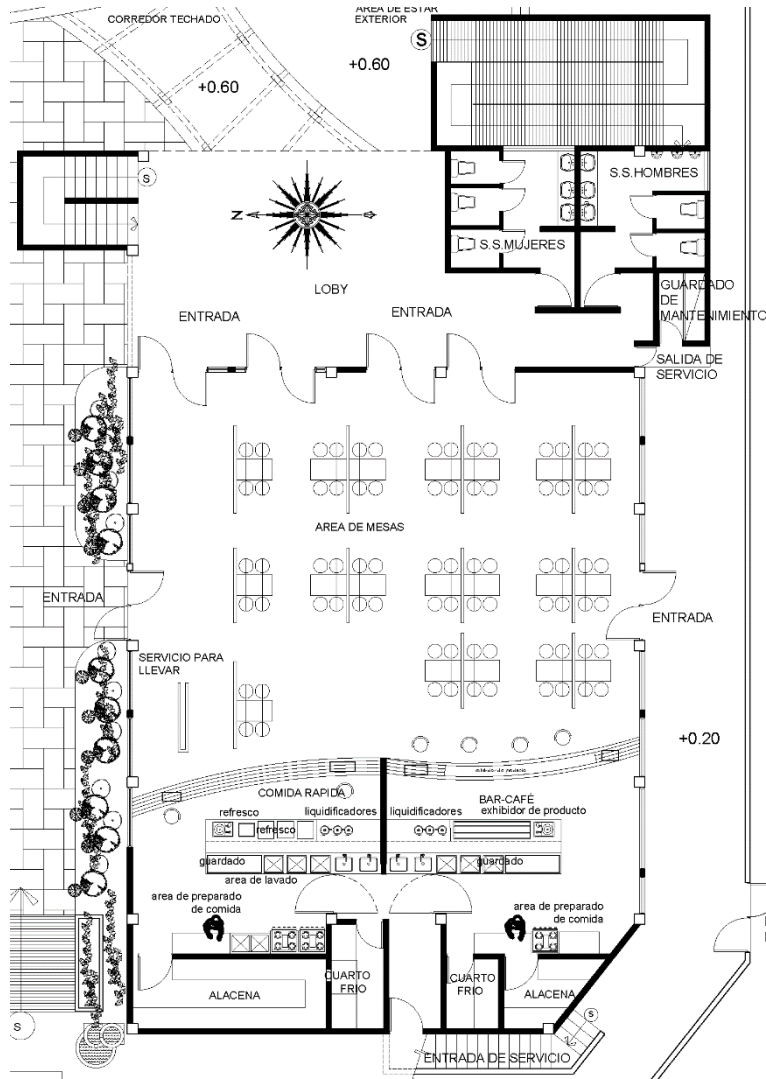 CORREDOR TECHADO
AREA DE ESTAR
EXTERIOR
S
+0.60
+0.60
S
S.S.HOMBRES
N
S.S.MUJERES
LOBY
GUARDADO
DE
MANTENIMIENTO
ENTRADA
ENTRADA
SALIDA DE
SERVICIO
AREA DE MESAS
ENTRADA
ENTRADA
SERVICIO PARA
LLEVAR
+0.20
COMIDA RAPIDA
BAR-CAFÉ
exhibidor de producto
refresco
liquidificadores
liquidificadores
refresco
guardado
guardado
area de lavado
area de preparado
de comida
area de preparado
de comida
CUARTO
FRIO
CUARTO
FRIO
ALACENA
ALACENA
S
S
ENTRADA DE SERVICIO